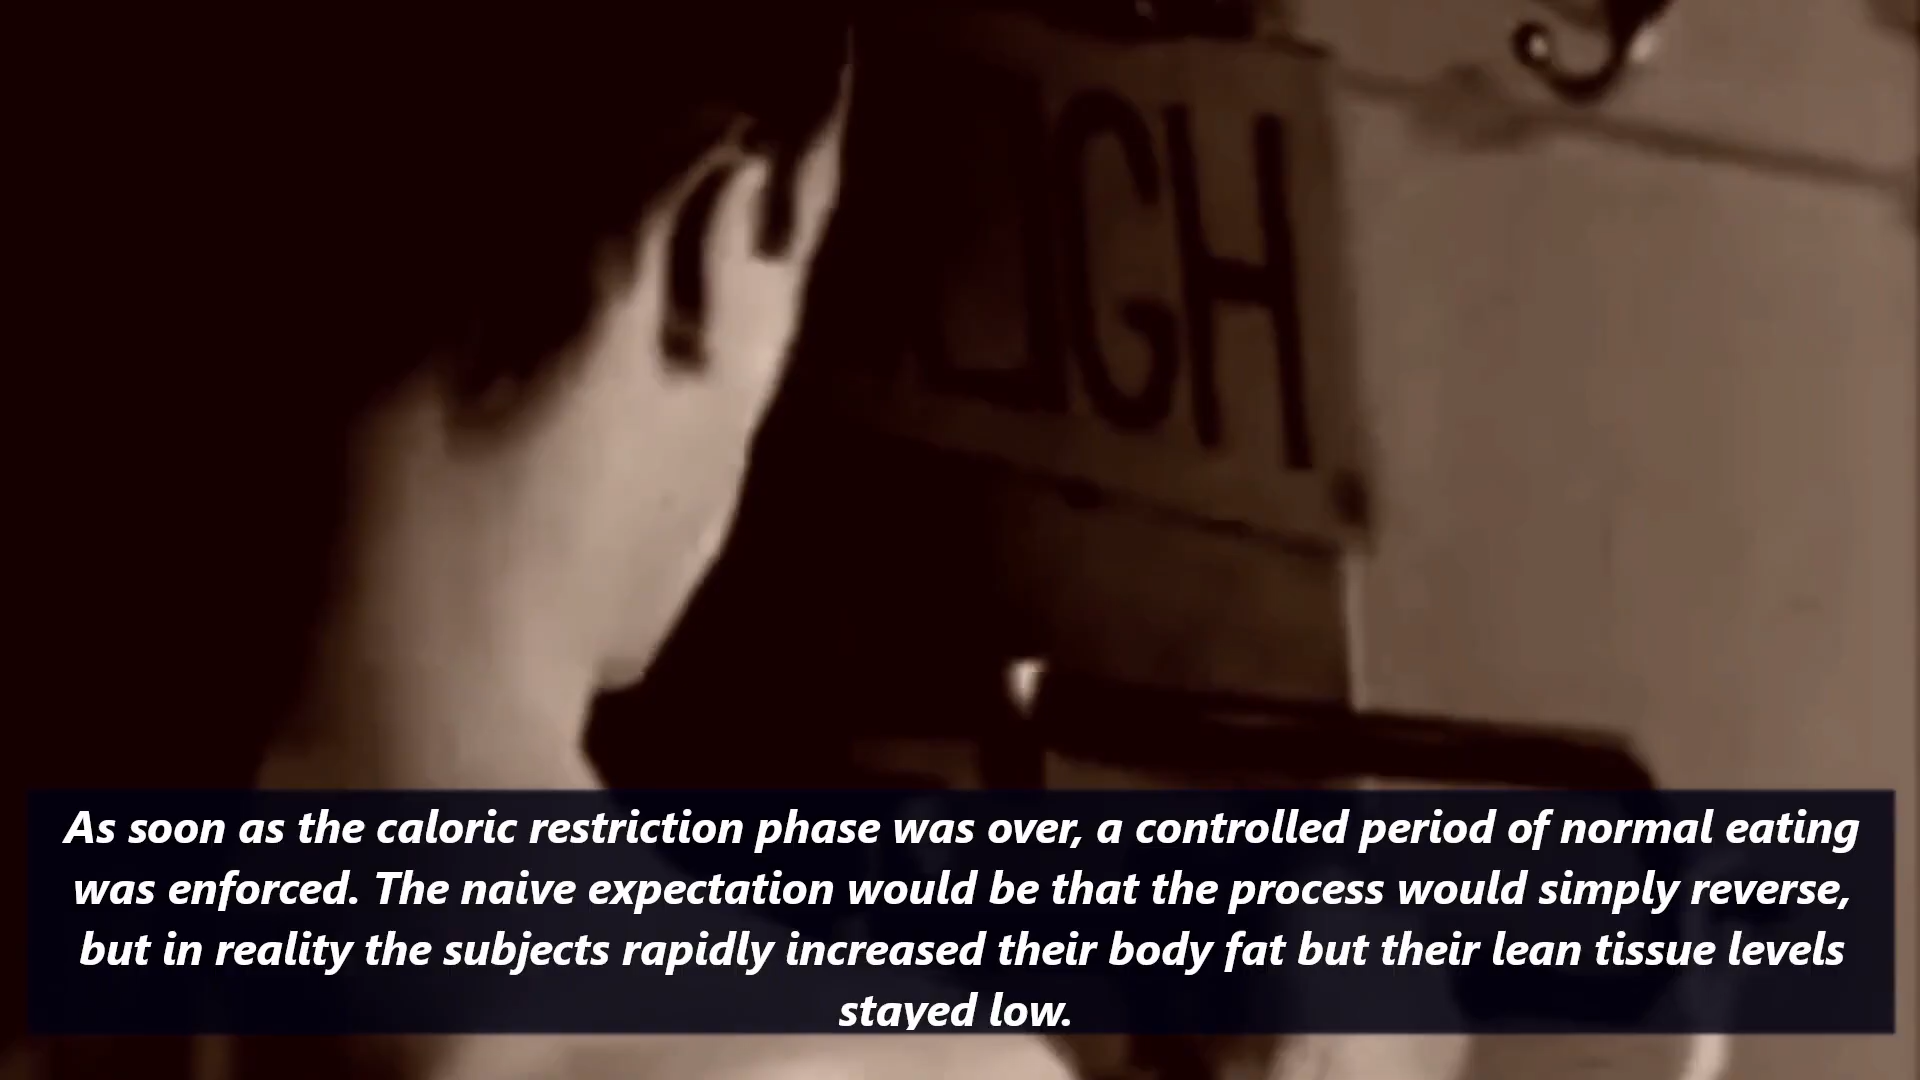 GH
As soon as the caloric restriction phase was over, a controlled period of normal eating
was enforced. The naive expectation would be that the process would simply reverse,
but in reality the subjects rapidly increased their body fat but their lean tissue levels
stayed low.